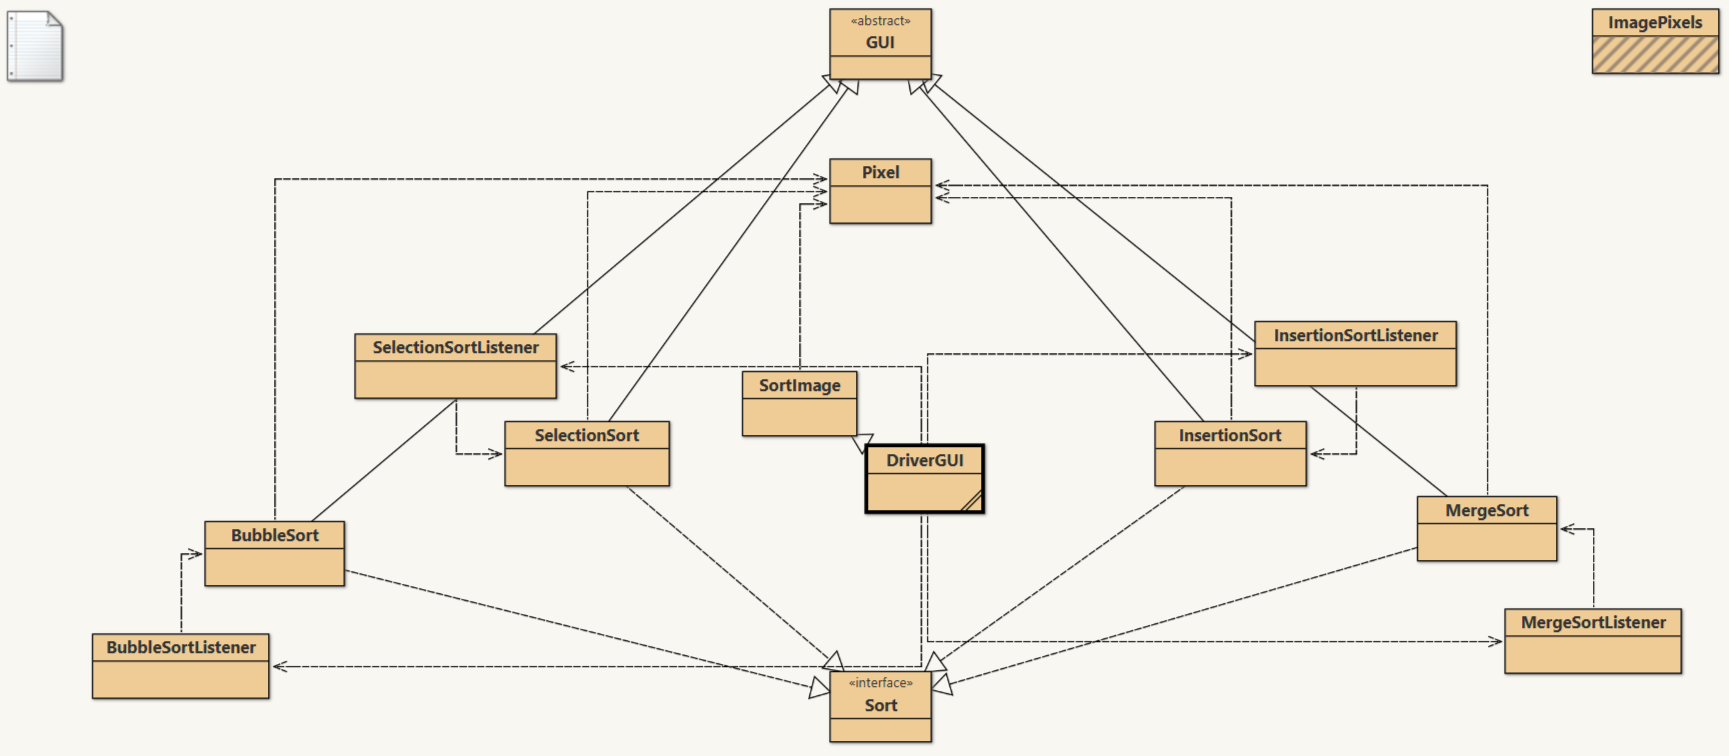 «abstract»
GUI
ImagePixels
Pixel
SelectionSortListener
InsertionSortListener
SortImage
SelectionSort
InsertionSort
DriverGUI
BubbleSort
MergeSort
BubbleSortListener
MergeSortListener
«interface»
Sort